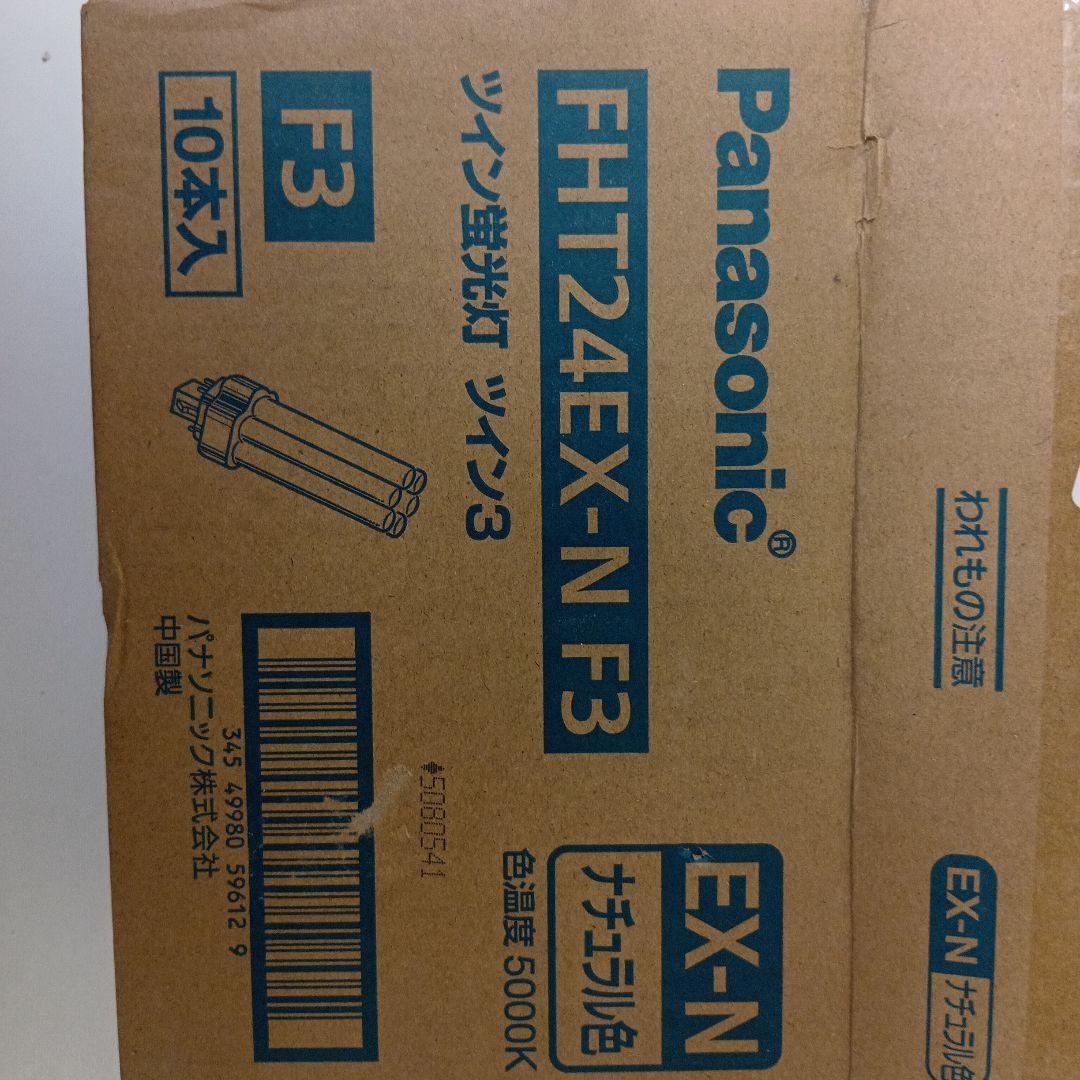 われもの注意
EX-N ナチュラル色
Panasonic®
FHT24EX-N F3
ツイン蛍光灯 ツイン3
F3
10本入
EX-N
ナチュラル色
色温度 5000K
5080541
345 49980 59612 9
パナソニック株式会社
中国製